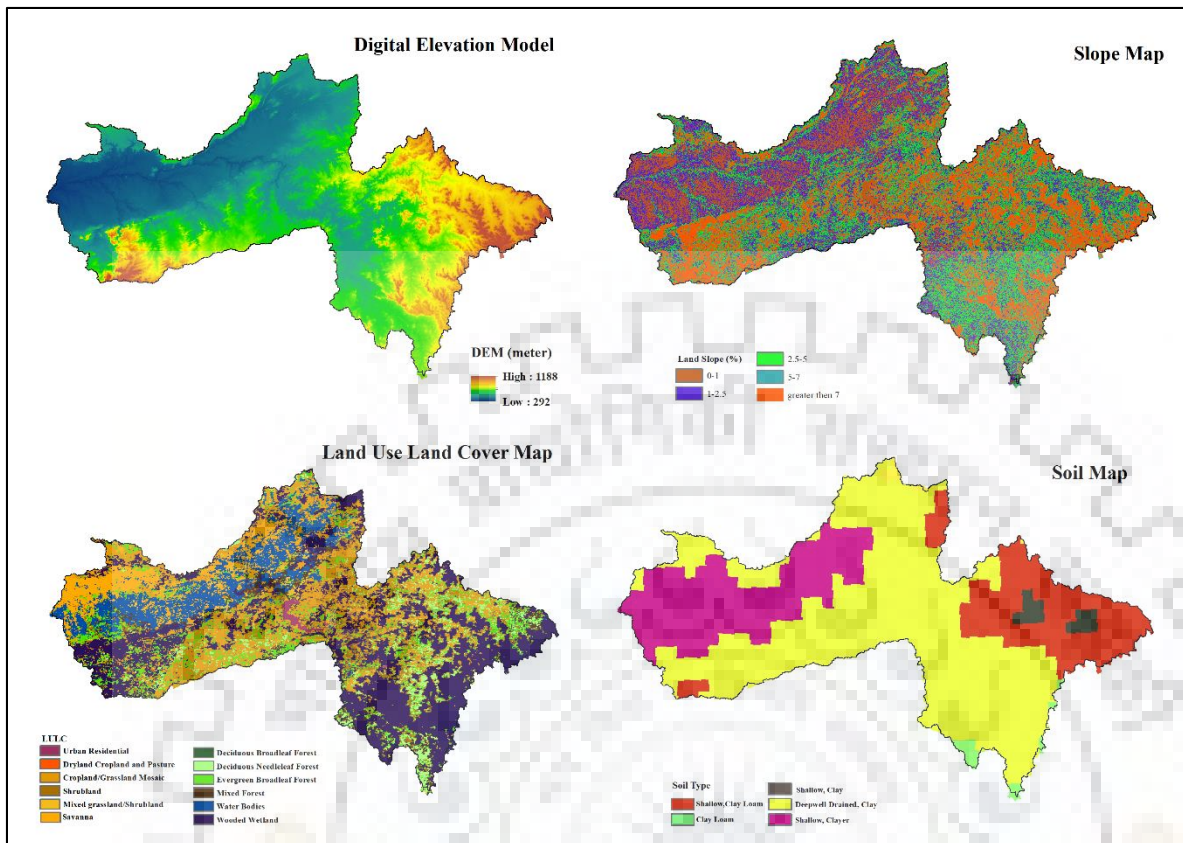 Digital Elevation Model
Slope Map
DEM (meter)
High : 1188
Low : 292
Land Slope (%)
0-1
1-2.5
2.5-5
5-7
greater then 7
Land Use Land Cover Map
Soil Map
LULC
Urban Residential
Dryland Cropland and Pasture
Cropland/Grassland Mosaic
Shrubland
Mixed grassland/Shrubland
Savanna
Deciduous Broadleaf Forest
Deciduous Needleleaf Forest
Evergreen Broadleaf Forest
Mixed Forest
Water Bodies
Wooded Wetland
Soil Type
Shallow,Clay Loam
Clay Loam
Shallow, Clay
Deepwell Drained, Clay
Shallow, Clayer